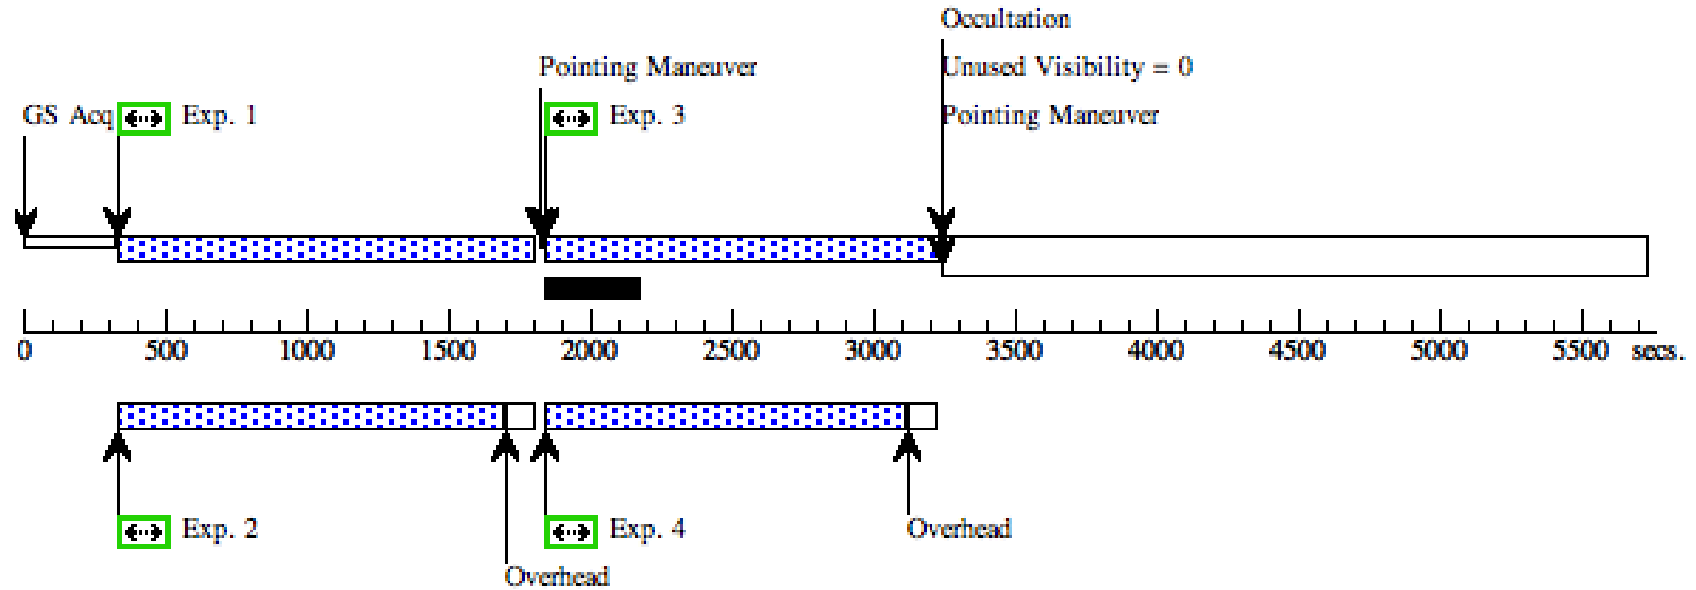 Occultation
Pointing Maneuver
Unused Visibility = 0
GS Acq
Exp. 1
Exp. 3
Pointing Maneuver
0 500 1000 1500 2000 2500 3000 3500 4000 4500 5000 5500 secs.
Exp. 2
Exp. 4
Overhead
Overhead